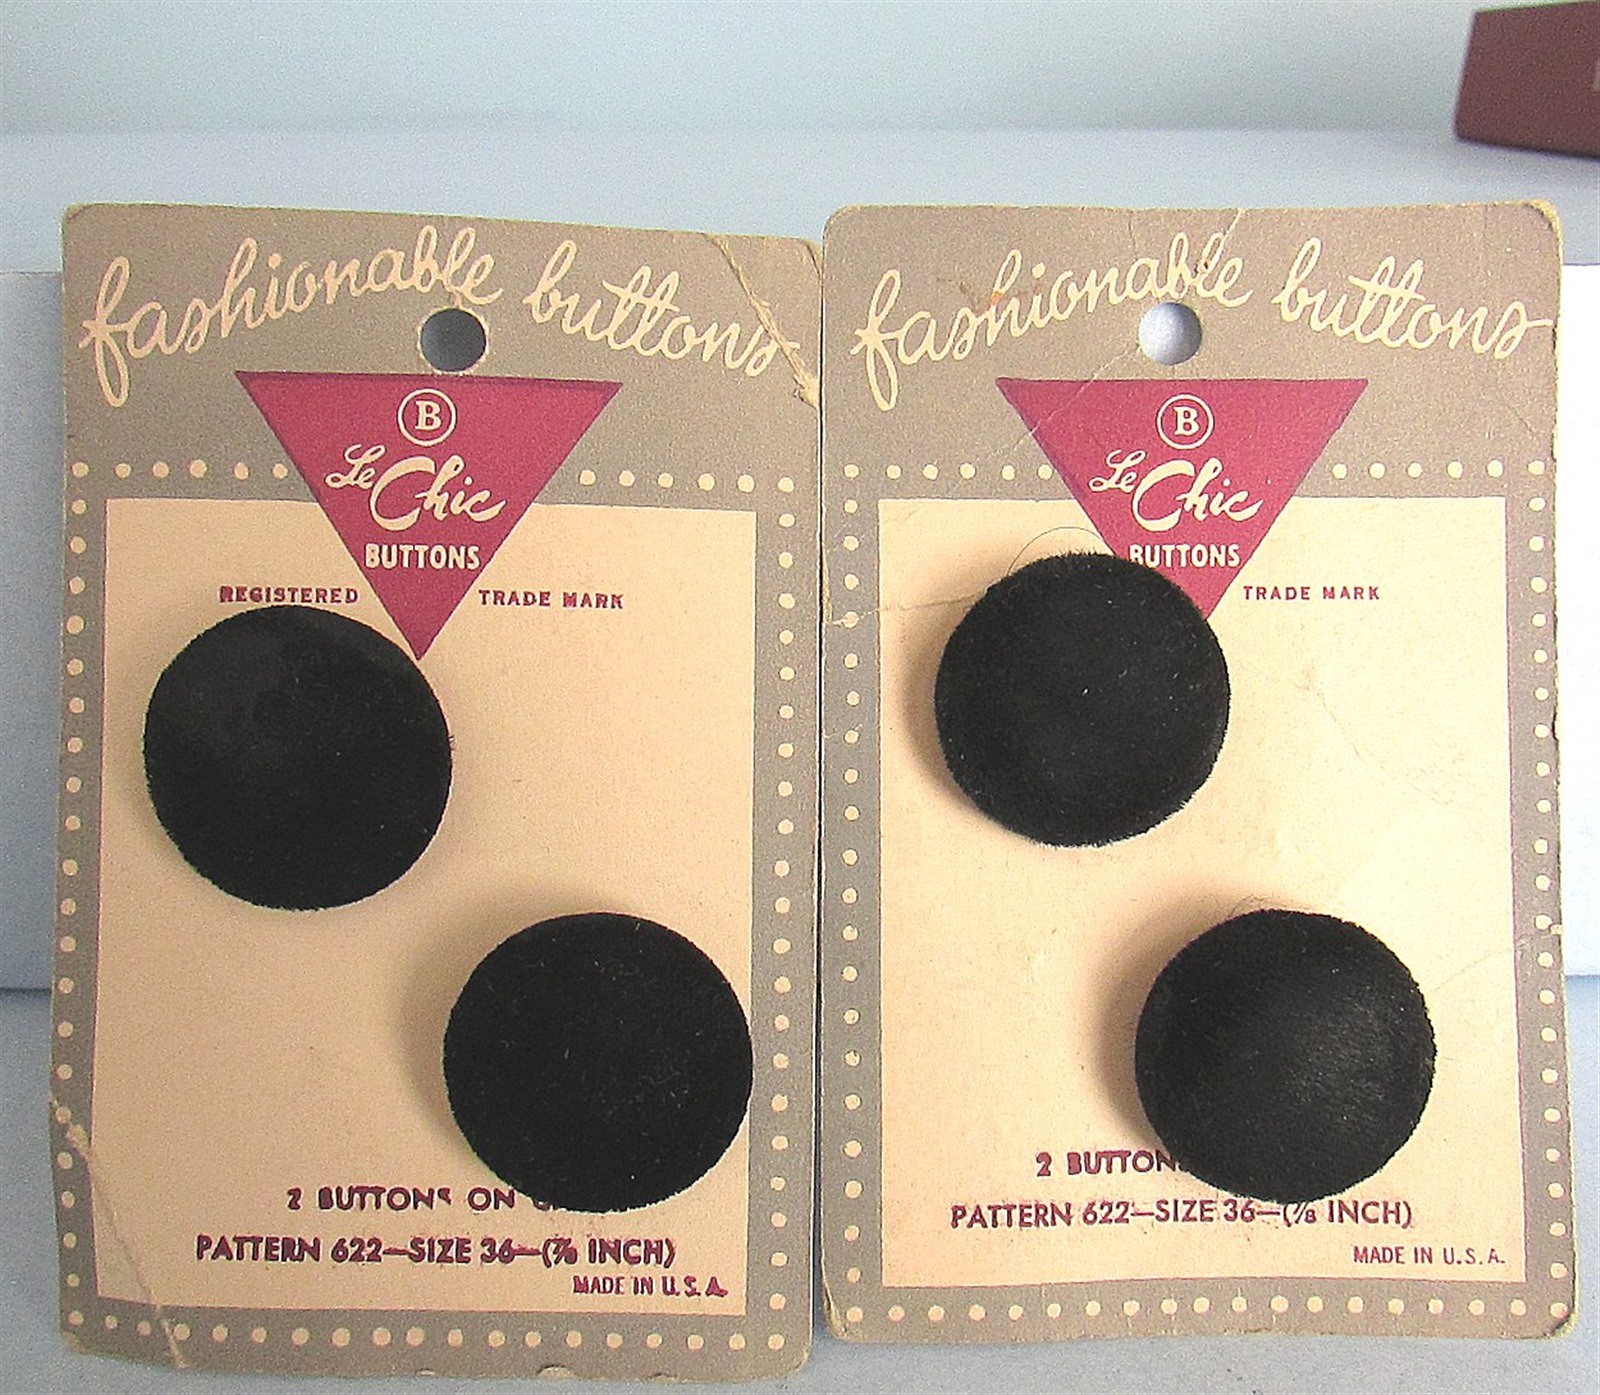 fashionable buttons
B
Le Chic
BUTTONS
REGISTERED TRADE MARK
2 BUTTONS ON
PATTERN 622—SIZE 36—(⅞ INCH)
MADE IN U.S.A.
fashionable buttons
B
Le Chic
BUTTONS
TRADE MARK
2 BUTTONS
PATTERN 622—SIZE 36—(⅞ INCH)
MADE IN U.S.A.